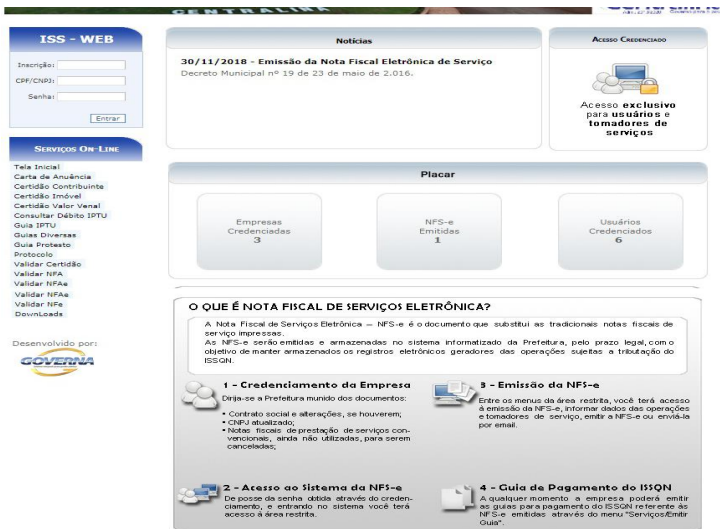 CENTRALINA
ISS - WEB
Inscrição:
CPF/CNPJ:
Senha:
Entrar
SERVIÇOS ON-LINE
Tela Inicial
Carta de Anuência
Certidão Contribuinte
Certidão Imóvel
Certidão Valor Venal
Consultar Débito IPTU
Guia IPTU
Guias Diversas
Guia Protesto
Protocolo
Validar Certidão
Validar NFA
Validar NFAe
Validar NFAe
Validar NFe
DownLoads
Desenvolvido por:
GOVERNA
Notícias
30/11/2018 - Emissão da Nota Fiscal Eletrônica de Serviço
Decreto Municipal nº 19 de 23 de maio de 2.016.
ACESSO CREDENCIADO
Acesso exclusivo
para usuários e
tomadores de
serviços
Placar
Empresas
Credenciadas
3
NFS-e
Emitidas
1
Usuários
Credenciados
6
O QUE É NOTA FISCAL DE SERVIÇOS ELETRÔNICA?
A Nota Fiscal de Serviços Eletrônica – NFS-e é o documento que substitui as tradicionais notas fiscais de
serviço impressas.
As NFS-e serão emitidas e armazenadas no sistema informatizado da Prefeitura, pelo prazo legal, com o
objetivo de manter armazenados os registros eletrônicos geradores das operações sujeitas a tributação do
ISSQN.
1 - Credenciamento da Empresa
Dirija-se a Prefeitura munido dos documentos:
• Contrato social e alterações, se houverem;
• CNPJ atualizado;
• Notas fiscais de prestação de serviços con-
vencionais, ainda não utilizadas, para serem
canceladas;
2 - Acesso ao Sistema da NFS-e
De posse da senha obtida através do creden-
ciamento, e entrando no sistema você terá
acesso à área restrita.
3 - Emissão da NFS-e
Entre os menus da área restrita, você terá acesso
à emissão da NFS-e, informar dados das operações
e tomadores de serviço, emitir a NFS-e ou enviá-la
por email.
4 - Guia de Pagamento do ISSQN
A qualquer momento a empresa poderá emitir
as guias para pagamento do ISSQN referente às
NFS-e emitidas através do menu "Serviços/Emitir
Guia".